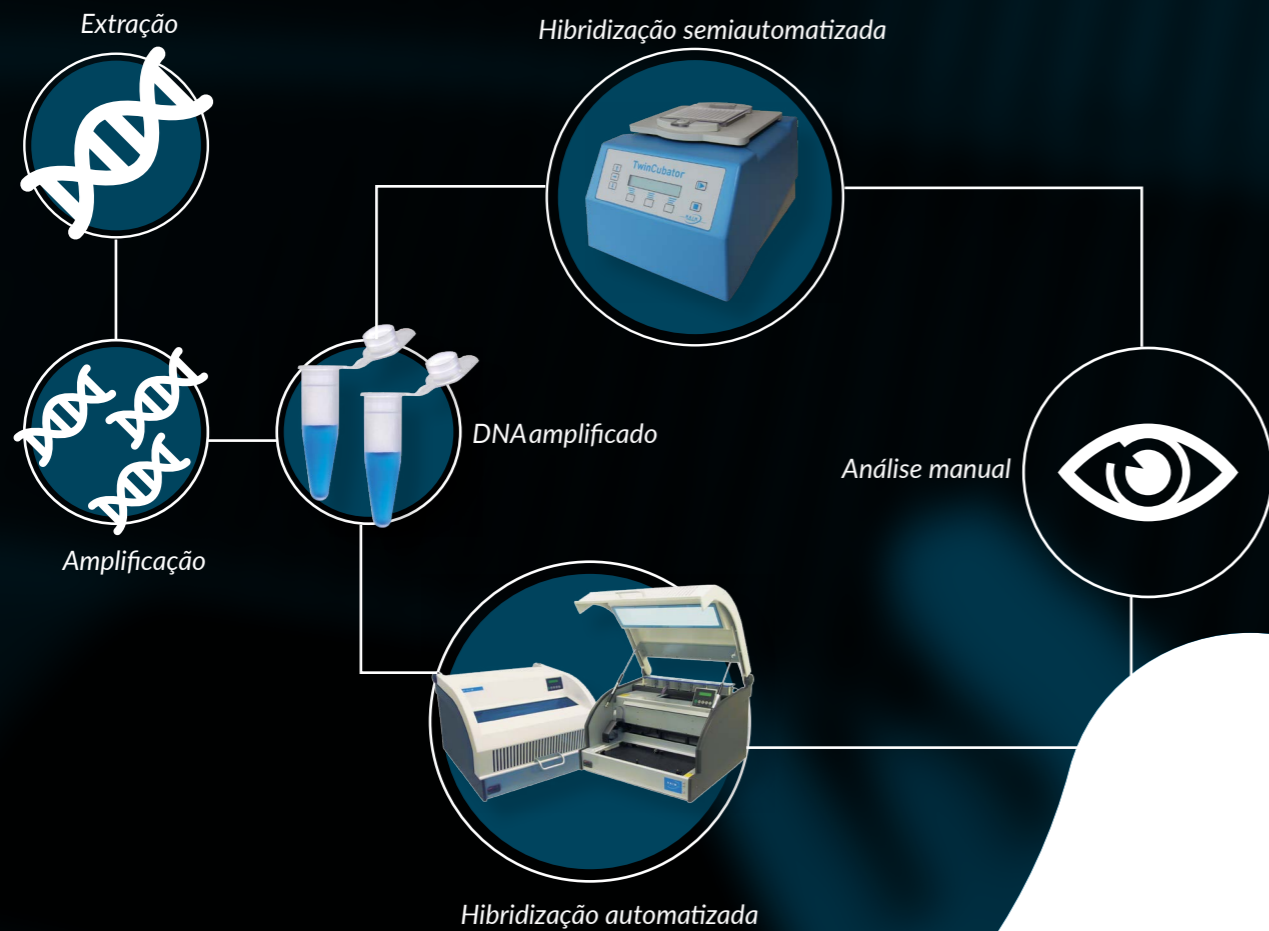 Extração
Hibridização semiautomatizada
TwinCubator
DNA amplificado
Análise manual
Amplificação
Hibridização automatizada